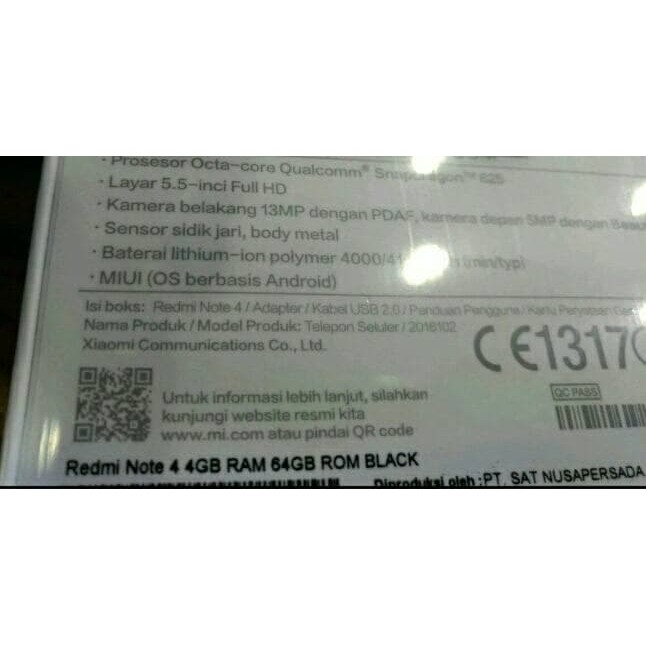 · Prosesor Octa-core Qualcomm® Snapdragon™ 625
· Layar 5.5-inci Full HD
· Kamera belakang 13MP dengan PDAF, kamera depan 5MP dengan
· Sensor sidik jari, body metal
· Baterai lithium-ion polymer 4000/41 (min/typ)
· MIUI (OS berbasis Android)
Isi boks: Redmi Note 4 / Adapter / Kabel USB 2.0 / Panduan Pengguna / Kartu Pernyataan
Nama Produk / Model Produk: Telepon Seluler / 2016102
Xiaomi Communications Co., Ltd.
CE1317
QC PASS
Untuk informasi lebih lanjut, silahkan
kunjungi website resmi kita
www.mi.com atau pindai QR code
Redmi Note 4 4GB RAM 64GB ROM BLACK
Diproduksi oleh :PT. SAT NUSAPERSADA